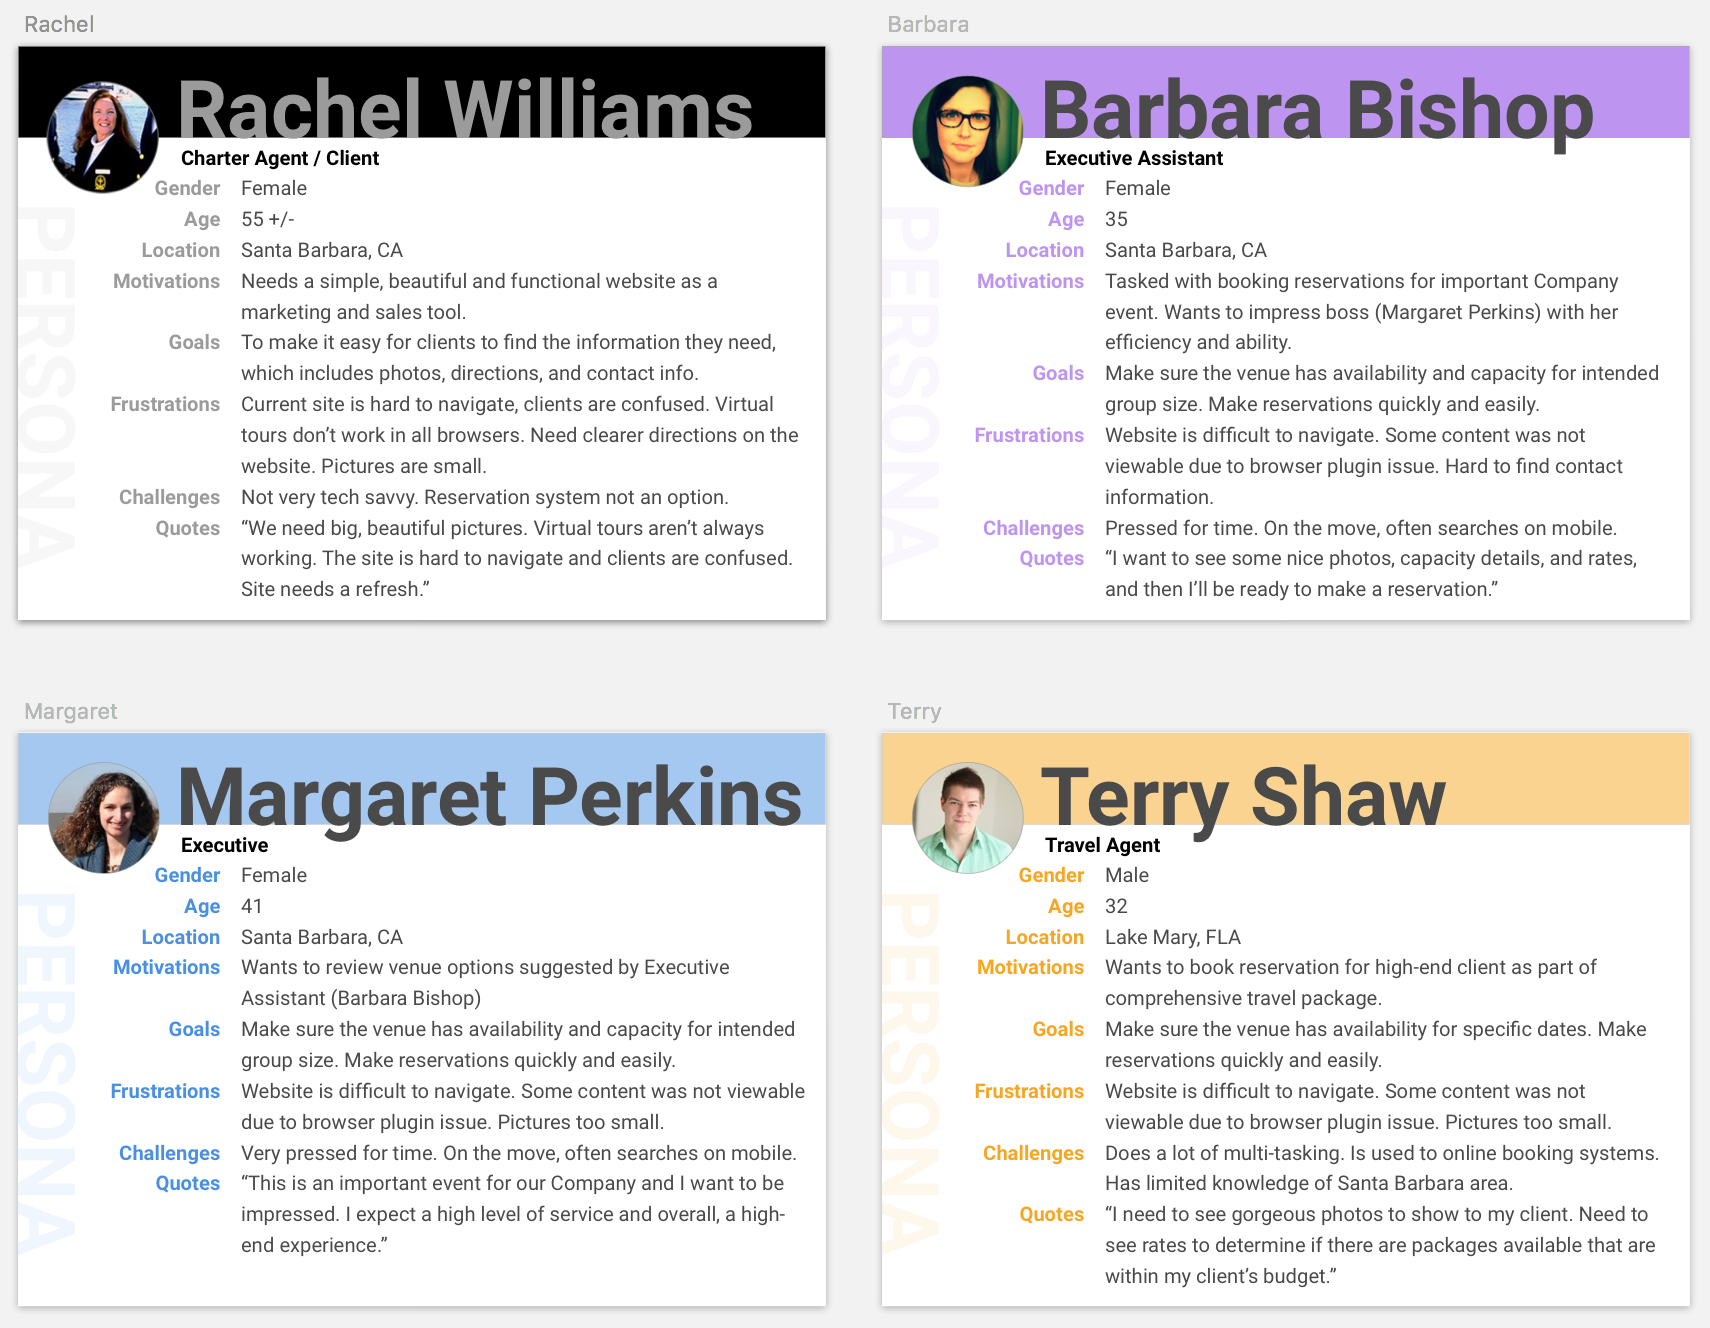 Rachel
Rachel Williams
Charter Agent / Client
Gender Female
Age 55 +/-
Location Santa Barbara, CA
Motivations Needs a simple, beautiful and functional website as a
marketing and sales tool.
Goals To make it easy for clients to find the information they need,
which includes photos, directions, and contact info.
Frustrations Current site is hard to navigate, clients are confused. Virtual
tours don’t work in all browsers. Need clearer directions on the
website. Pictures are small.
Challenges Not very tech savvy. Reservation system not an option.
Quotes “We need big, beautiful pictures. Virtual tours aren’t always
working. The site is hard to navigate and clients are confused.
Site needs a refresh.”
PERSONA
Barbara
Barbara Bishop
Executive Assistant
Gender Female
Age 35
Location Santa Barbara, CA
Motivations Tasked with booking reservations for important Company
event. Wants to impress boss (Margaret Perkins) with her
efficiency and ability.
Goals Make sure the venue has availability and capacity for intended
group size. Make reservations quickly and easily.
Frustrations Website is difficult to navigate. Some content was not
viewable due to browser plugin issue. Hard to find contact
information.
Challenges Pressed for time. On the move, often searches on mobile.
Quotes “I want to see some nice photos, capacity details, and rates,
and then I’ll be ready to make a reservation.”
PERSONA
Margaret
Margaret Perkins
Executive
Gender Female
Age 41
Location Santa Barbara, CA
Motivations Wants to review venue options suggested by Executive
Assistant (Barbara Bishop)
Goals Make sure the venue has availability and capacity for intended
group size. Make reservations quickly and easily.
Frustrations Website is difficult to navigate. Some content was not viewable
due to browser plugin issue. Pictures too small.
Challenges Very pressed for time. On the move, often searches on mobile.
Quotes “This is an important event for our Company and I want to be
impressed. I expect a high level of service and overall, a high-
end experience.”
PERSONA
Terry
Terry Shaw
Travel Agent
Gender Male
Age 32
Location Lake Mary, FLA
Motivations Wants to book reservation for high-end client as part of
comprehensive travel package.
Goals Make sure the venue has availability for specific dates. Make
reservations quickly and easily.
Frustrations Website is difficult to navigate. Some content was not
viewable due to browser plugin issue. Pictures too small.
Challenges Does a lot of multi-tasking. Is used to online booking systems.
Has limited knowledge of Santa Barbara area.
Quotes “I need to see gorgeous photos to show to my client. Need to
see rates to determine if there are packages available that are
within my client’s budget.”
PERSONA